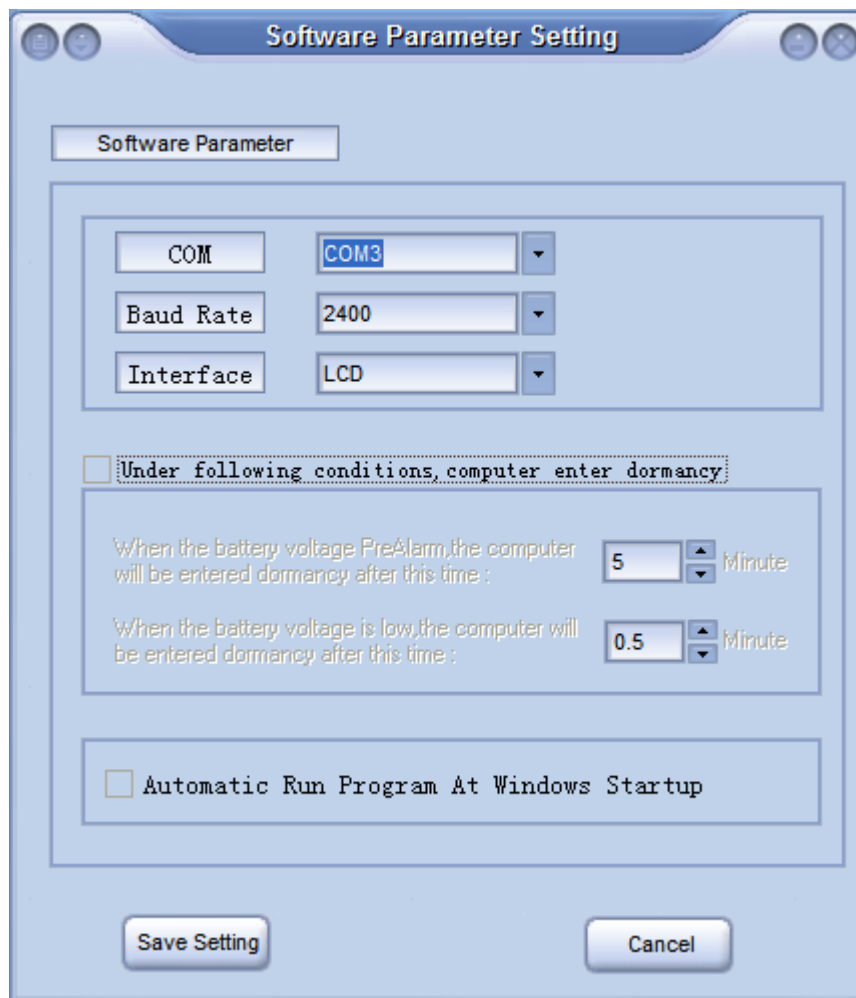 Software Parameter Setting
Software Parameter
COM COM3
Baud Rate 2400
Interface LCD
Under following conditions,computer enter dormancy
When the battery voltage PreAlarm,the computer
will be entered dormancy after this time : 5 Minute
When the battery voltage is low,the computer will
be entered dormancy after this time : 0.5 Minute
Automatic Run Program At Windows Startup
Save Setting Cancel